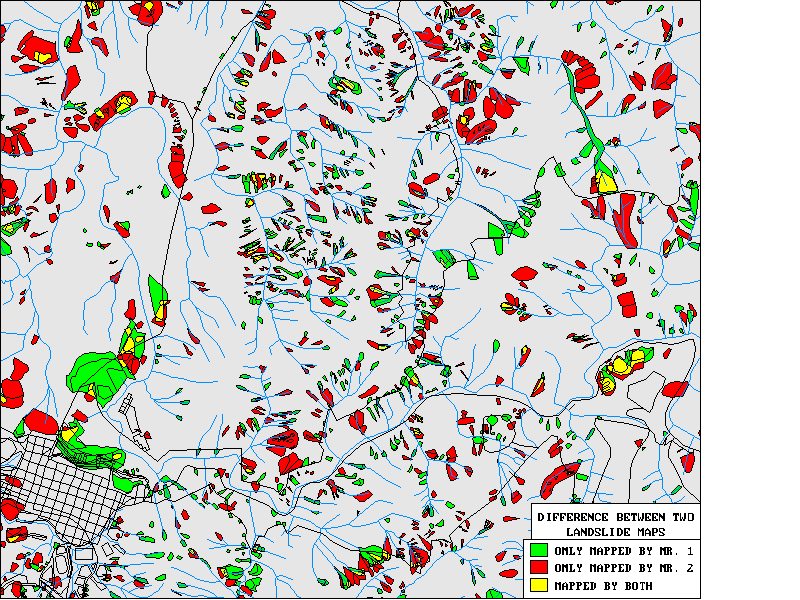 DIFFERENCE BETWEEN TWO
LANDSLIDE MAPS
ONLY MAPPED BY MR. 1
ONLY MAPPED BY MR. 2
MAPPED BY BOTH